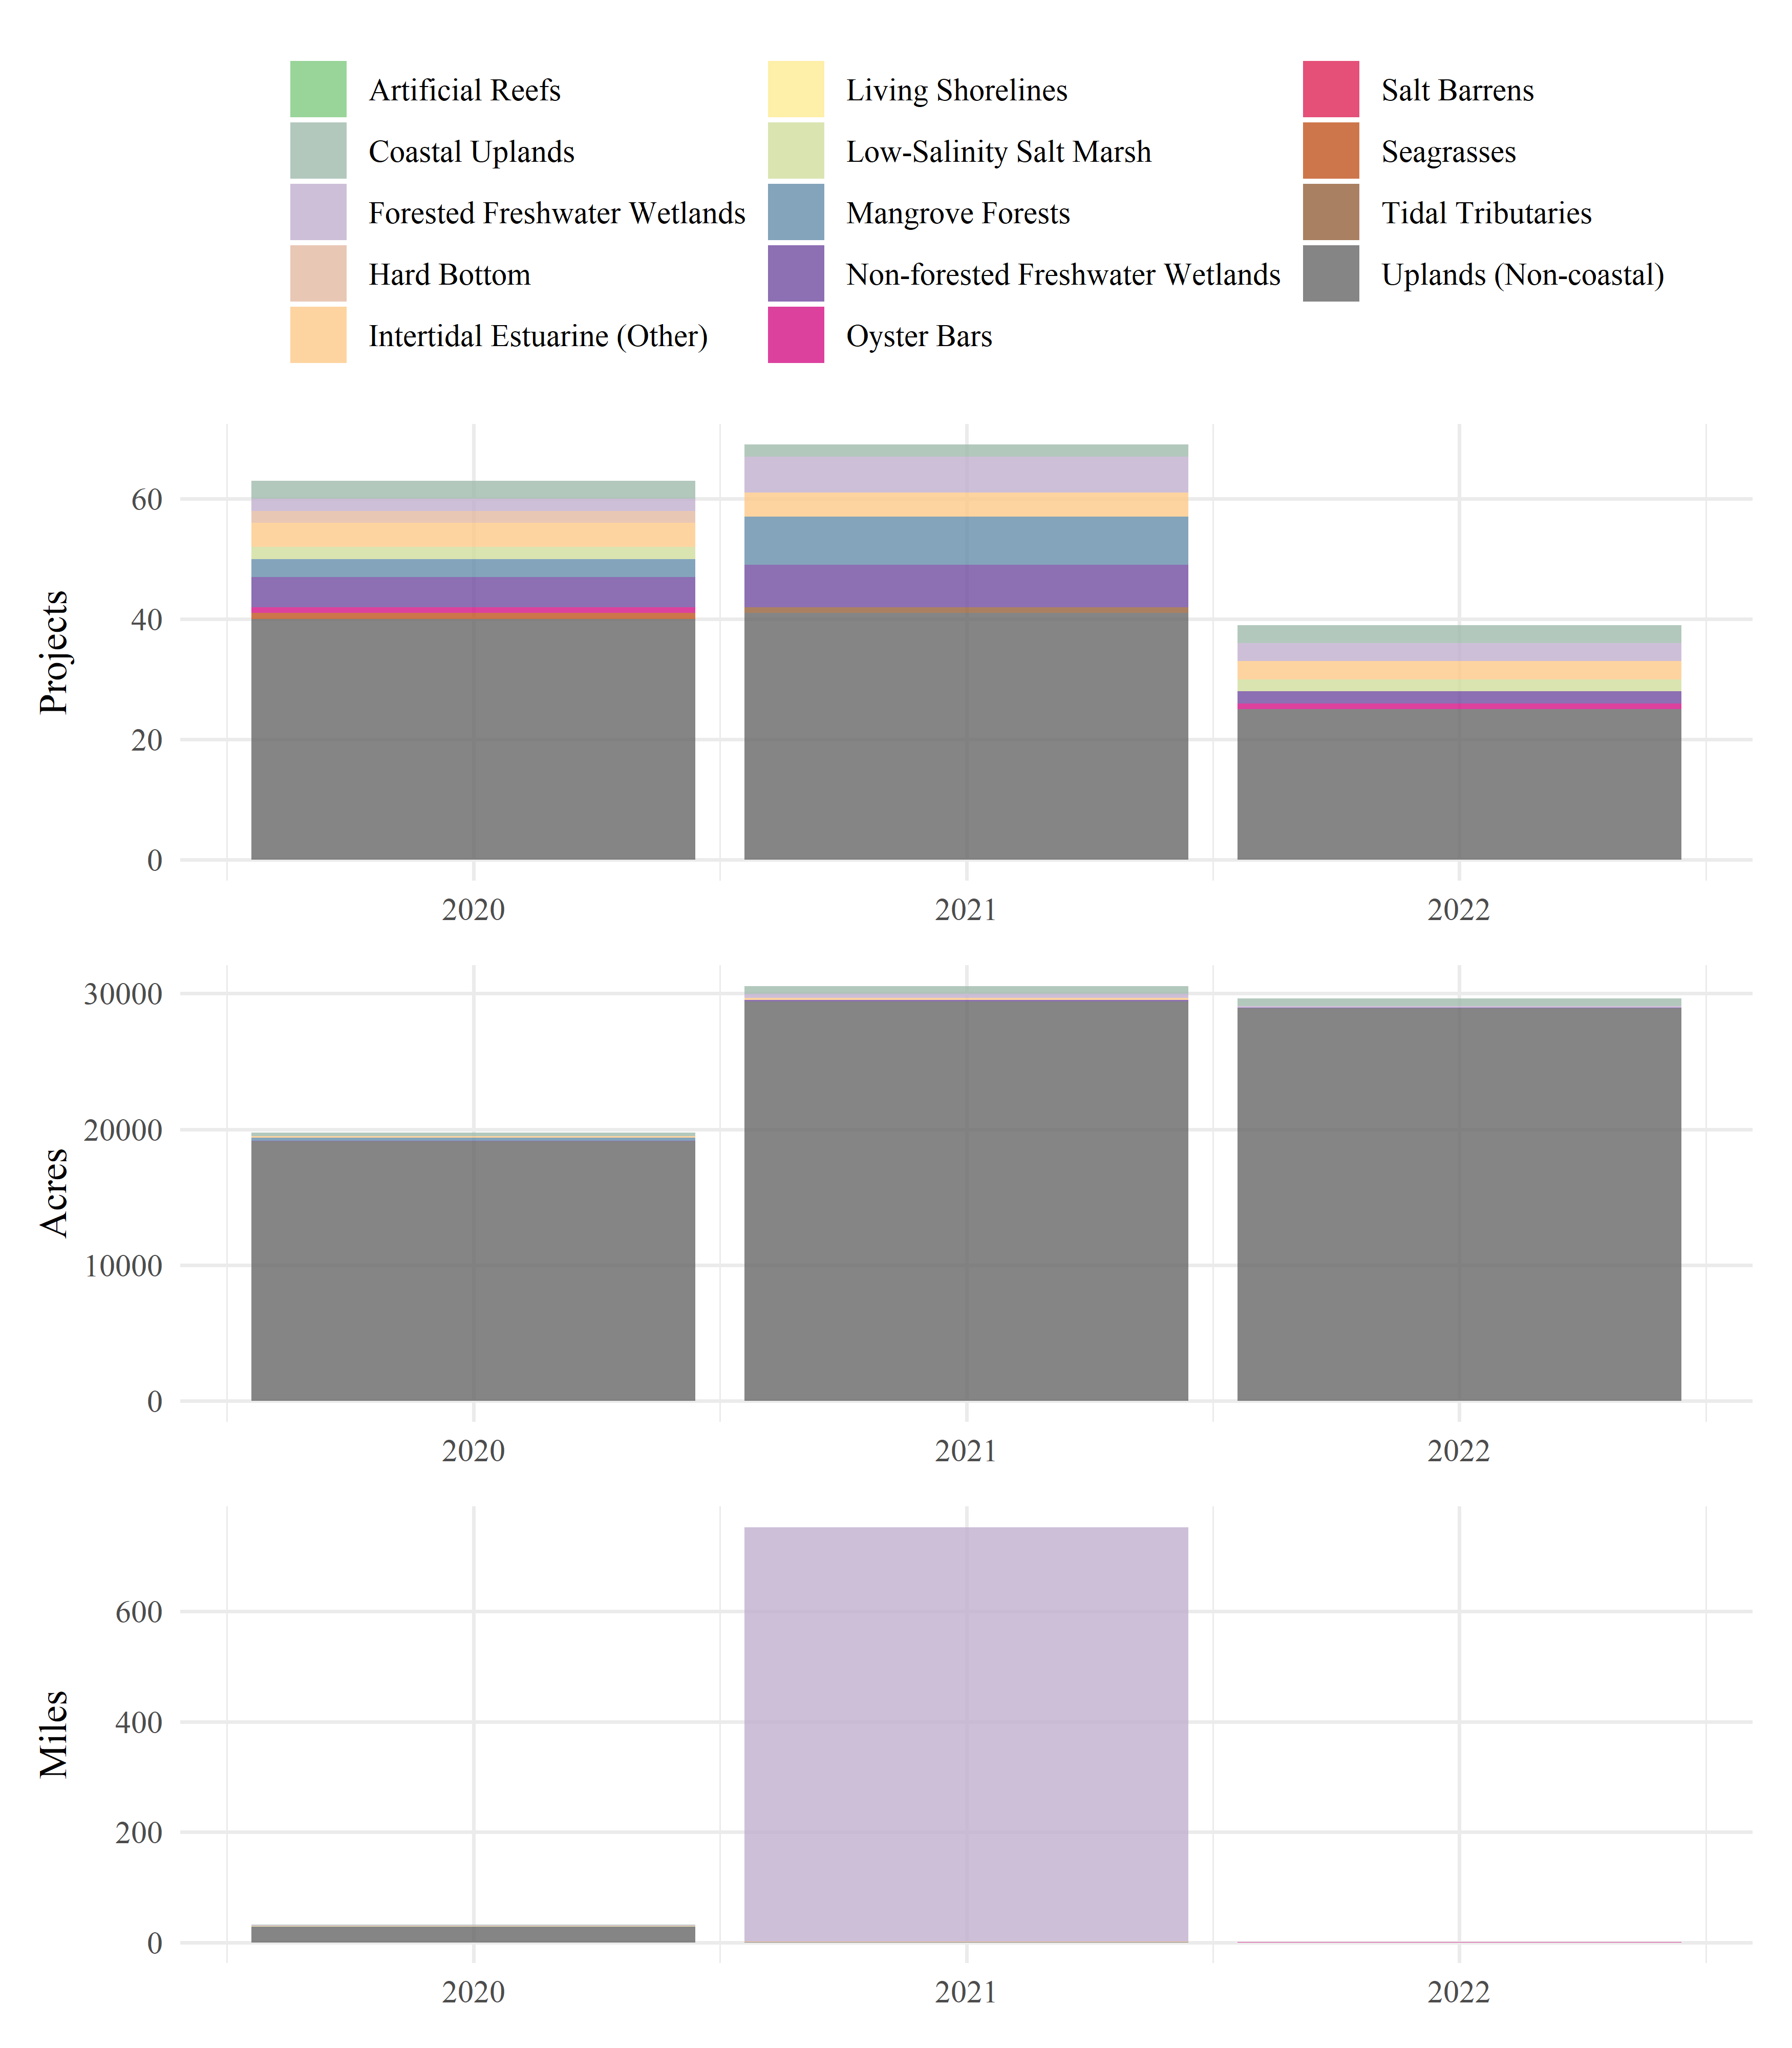 Artificial Reefs
Coastal Uplands
Forested Freshwater Wetlands
Hard Bottom
Intertidal Estuarine (Other)
Living Shorelines
Low-Salinity Salt Marsh
Mangrove Forests
Non-forested Freshwater Wetlands
Oyster Bars
Salt Barrens
Seagrasses
Tidal Tributaries
Uplands (Non-coastal)
Projects
60
40
20
0
2020 2021 2022
Acres
30000
20000
10000
0
2020 2021 2022
Miles
600
400
200
0
2020 2021 2022